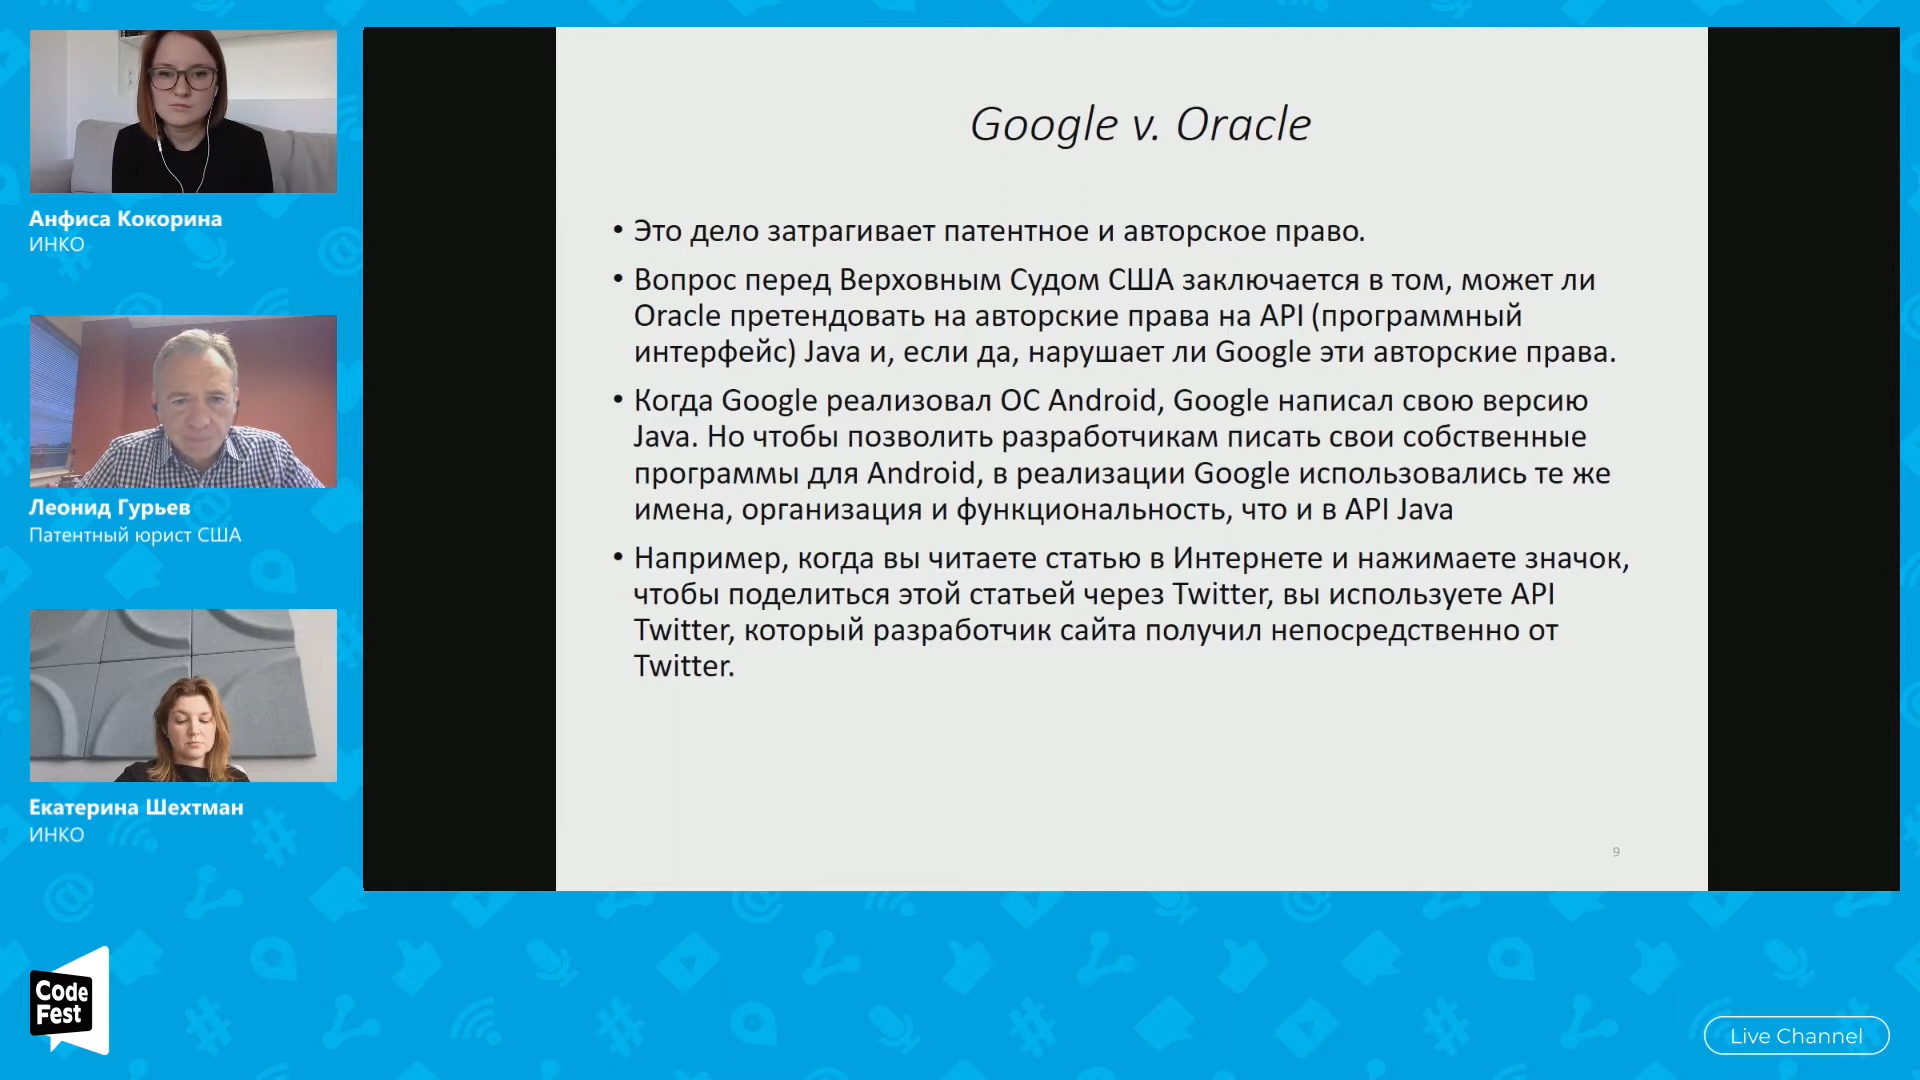 Анфиса Кокорина
ИНКО
Леонид Гурьев
Патентный юрист США
Екатерина Шехтман
ИНКО
Google v. Oracle
• Это дело затрагивает патентное и авторское право.
• Вопрос перед Верховным Судом США заключается в том, может ли
Oracle претендовать на авторские права на API (программный
интерфейс) Java и, если да, нарушает ли Google эти авторские права.
• Когда Google реализовал ОС Android, Google написал свою версию
Java. Но чтобы позволить разработчикам писать свои собственные
программы для Android, в реализации Google использовались те же
имена, организация и функциональность, что и в API Java
• Например, когда вы читаете статью в Интернете и нажимаете значок,
чтобы поделиться этой статьей через Twitter, вы используете API
Twitter, который разработчик сайта получил непосредственно от
Twitter.
9
Code
Fest
Live Channel